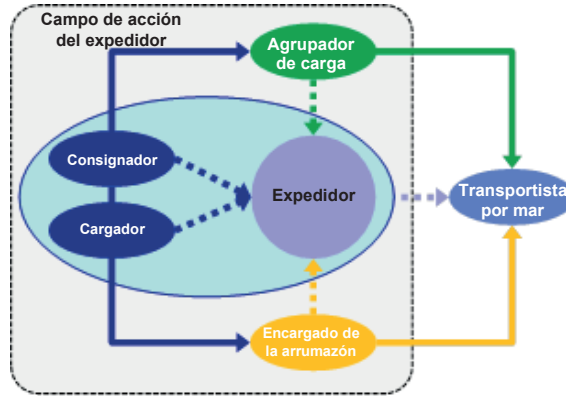 Campo de acción
del expedidor
Agrupador
de carga
Consignador
Expedidor
Transportista
por mar
Cargador
Encargado de
la arrumazón